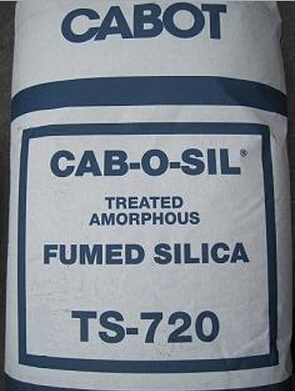 CABOT
CAB-O-SIL®
TREATED
AMORPHOUS
FUMED SILICA
TS-720